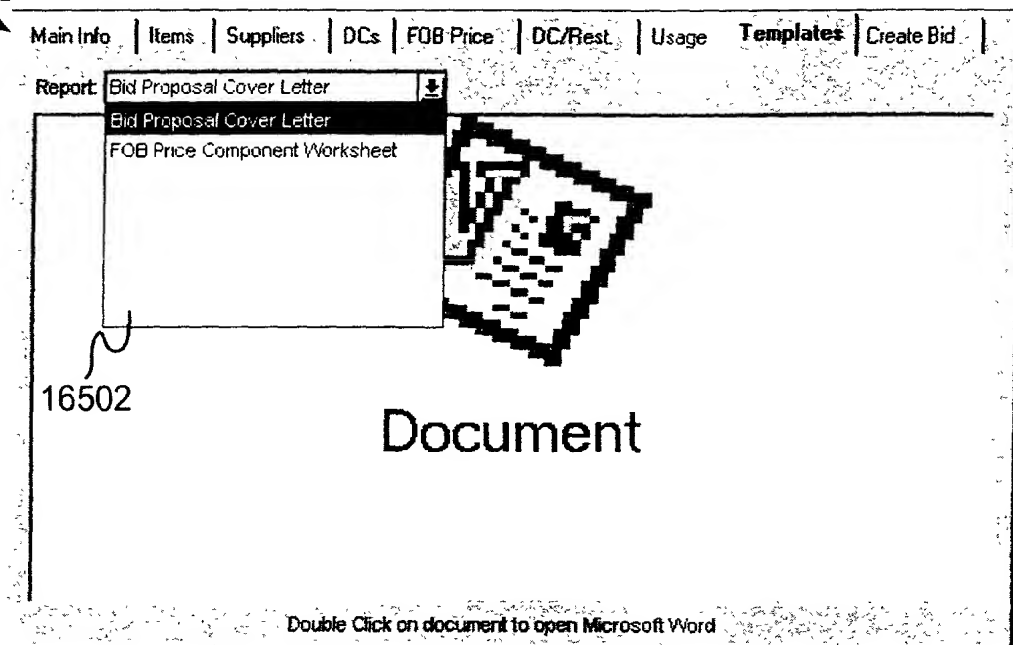 Main Info Items Suppliers DCs FOB Price DC/Rest. Usage Templates Create Bid
Report: Bid Proposal Cover Letter
Bid Proposal Cover Letter
FOB Price Component Worksheet
16502
Document
Double Click on document to open Microsoft Word